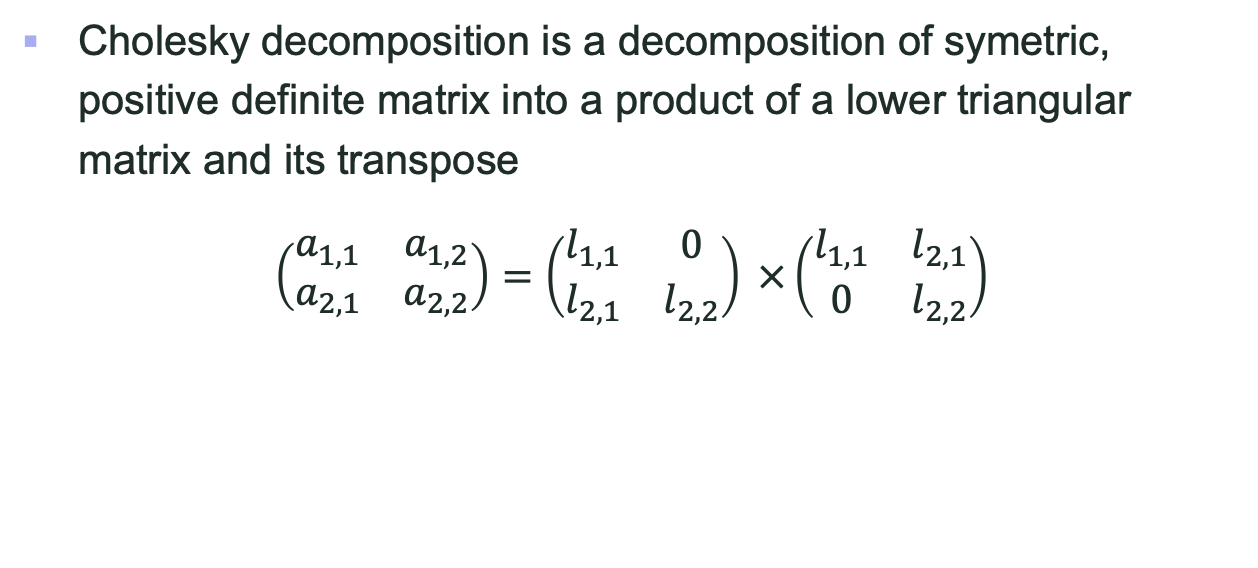 ▪ Cholesky decomposition is a decomposition of symetric,
positive definite matrix into a product of a lower triangular
matrix and its transpose
(a1,1 a1,2) = (l1,1 0) × (l1,1 l2,1)
(a2,1 a2,2) (l2,1 l2,2) (0 l2,2)